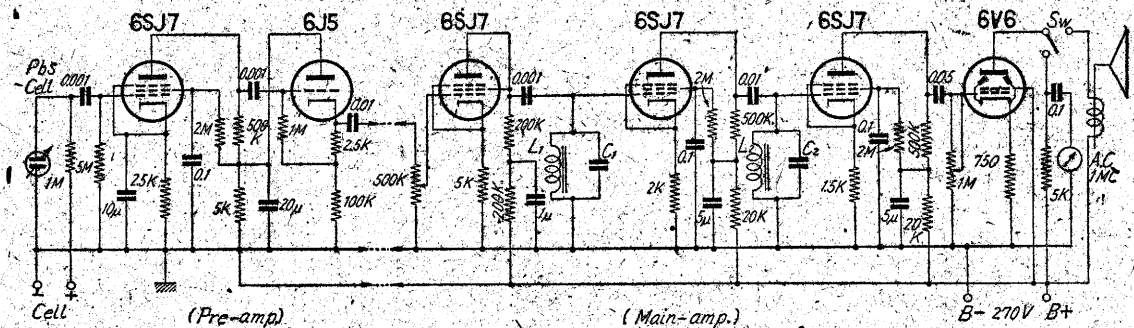 6SJ7 6J5 6SJ7 6SJ7 6SJ7 6V6 Sw
PbS
Cell
0.001
1M
5M
10μ
2.5K
2M
0.1
500K
5K
0.001
20μ
1M
2.5K
100K
0.01
500K
5K
0.001
200K
200K
1μ
L1
C1
2K
2M
0.1
5μ
500K
20K
0.01
L
C2
1.5K
0.1
2M
5μ
500K
20K
0.05
1M
750
5K
0.1
A.C
1MC
Cell
- +
(Pre-amp)
(Main-amp.)
B- 270V B+